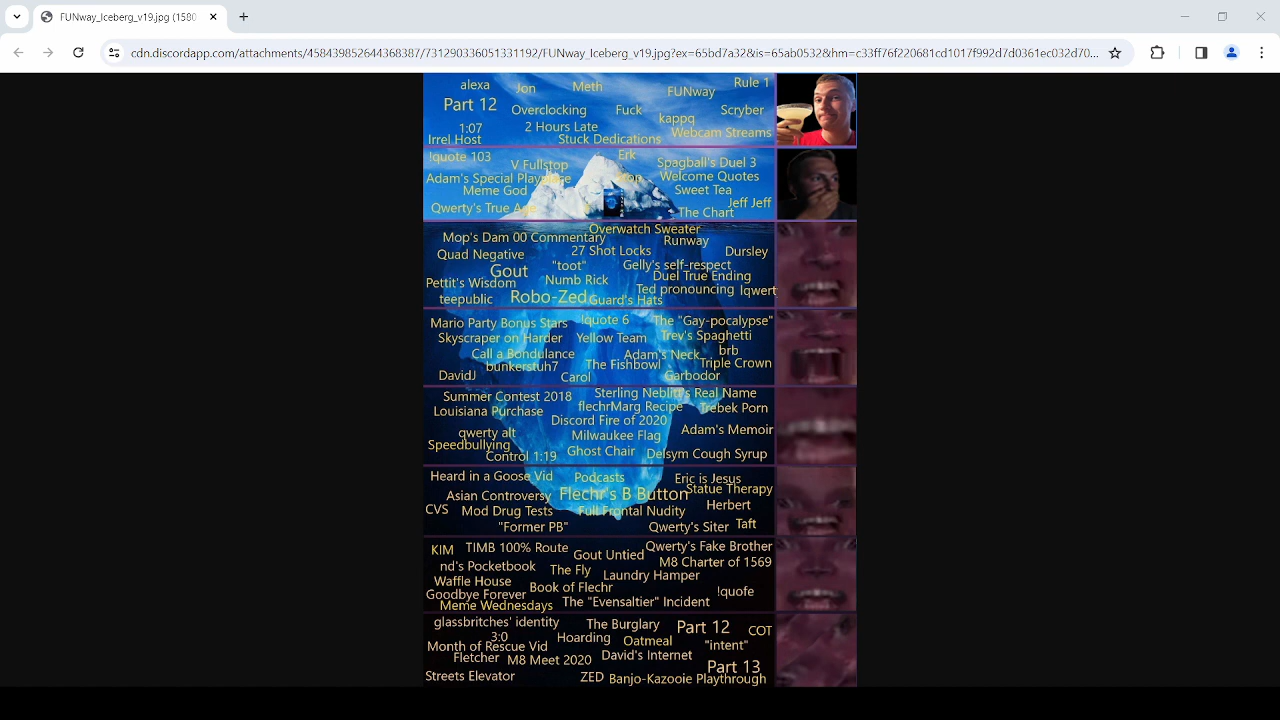 FUNway_Iceberg_v19.jpg (1580
cdn.discordapp.com/attachments/458439852644368387/731290336051331192/FUNway_Iceberg_v19.jpg?ex=65bd7a32&is=65ab0532&hm=c33ff76f220681cd1017f992d7d0361ec032d70...
alexa Jon Meth FUNway Rule 1
Part 12 Overclocking Fuck kappq Scryber
1:07 2 Hours Late Webcam Streams
Irrel Host Stuck Dedications
!quote 103 V Fullstop Erk Spagball's Duel 3
Adam's Special Playplace Welcome Quotes
Meme God Sweet Tea
Qwerty's True Age The Chart Jeff Jeff
Overwatch Sweater
Mop's Dam 00 Commentary Runway
Quad Negative 27 Shot Locks Dursley
Gout "toot" Gelly's self-respect
Pettit's Wisdom Numb Rick Duel True Ending
teepublic Robo-Zed Guard's Hats Ted pronouncing lqwert
Mario Party Bonus Stars !quote 6 The "Gay-pocalypse"
Skyscraper on Harder Yellow Team Trev's Spaghetti
Call a Bondulance Adam's Neck brb
bunkerstuh7 The Fishbowl Triple Crown
DavidJ Carol Garbodor
Summer Contest 2018 Sterling Neblitt's Real Name
Louisiana Purchase flechrMarg Recipe Trebek Porn
Discord Fire of 2020
qwerty alt Milwaukee Flag Adam's Memoir
Speedbullying Ghost Chair
Control 1:19 Delsym Cough Syrup
Heard in a Goose Vid Podcasts Eric is Jesus
Asian Controversy Flechr's B Button Statue Therapy
CVS Mod Drug Tests Full Frontal Nudity Herbert
"Former PB" Qwerty's Siter Taft
KIM TIMB 100% Route Gout Untied Qwerty's Fake Brother
nd's Pocketbook The Fly M8 Charter of 1569
Waffle House Book of Flechr Laundry Hamper
Goodbye Forever !quofe
Meme Wednesdays The "Evensaltier" Incident
glassbritches' identity The Burglary Part 12 COT
3:0 Hoarding Oatmeal
Month of Rescue Vid "intent"
Fletcher M8 Meet 2020 David's Internet Part 13
Streets Elevator ZED Banjo-Kazooie Playthrough